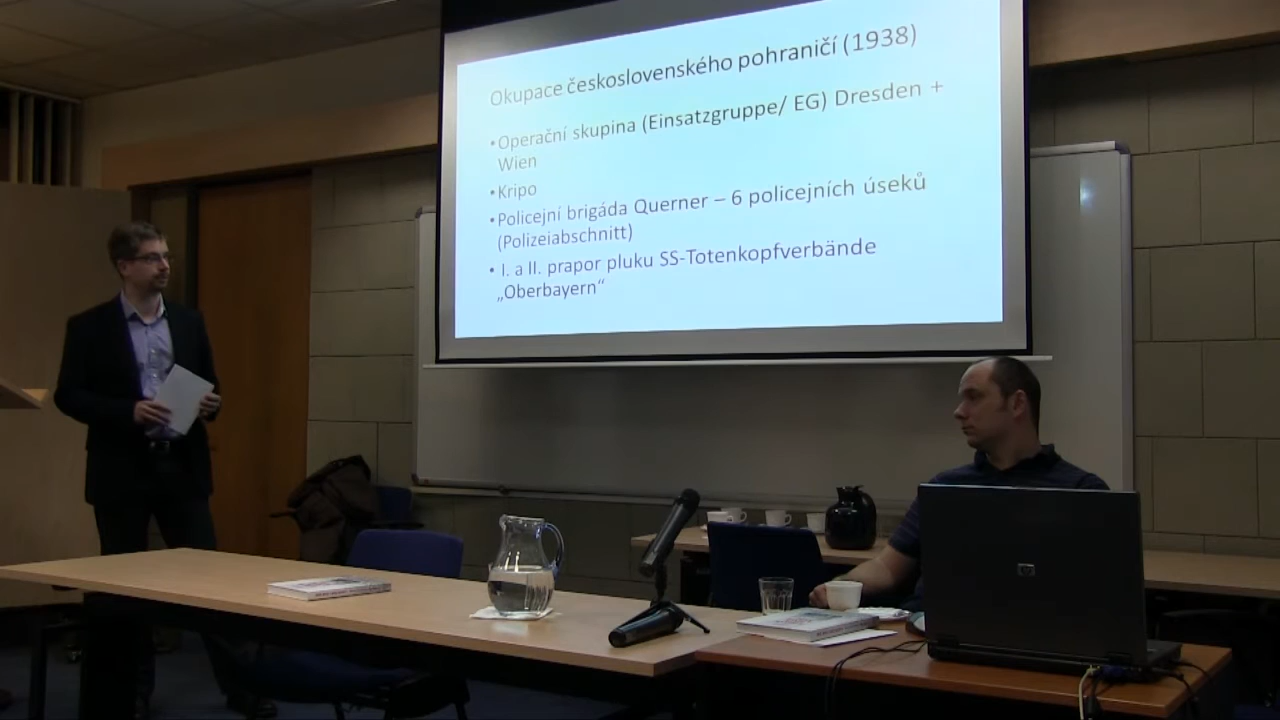 Okupace československého pohraničí (1938)
• Operační skupina (Einsatzgruppe/ EG) Dresden +
Wien
• Kripo
• Policejní brigáda Querner – 6 policejních úseků
(Polizeiabschnitt)
• I. a II. prapor pluku SS-Totenkopfverbände
„Oberbayern“
hp